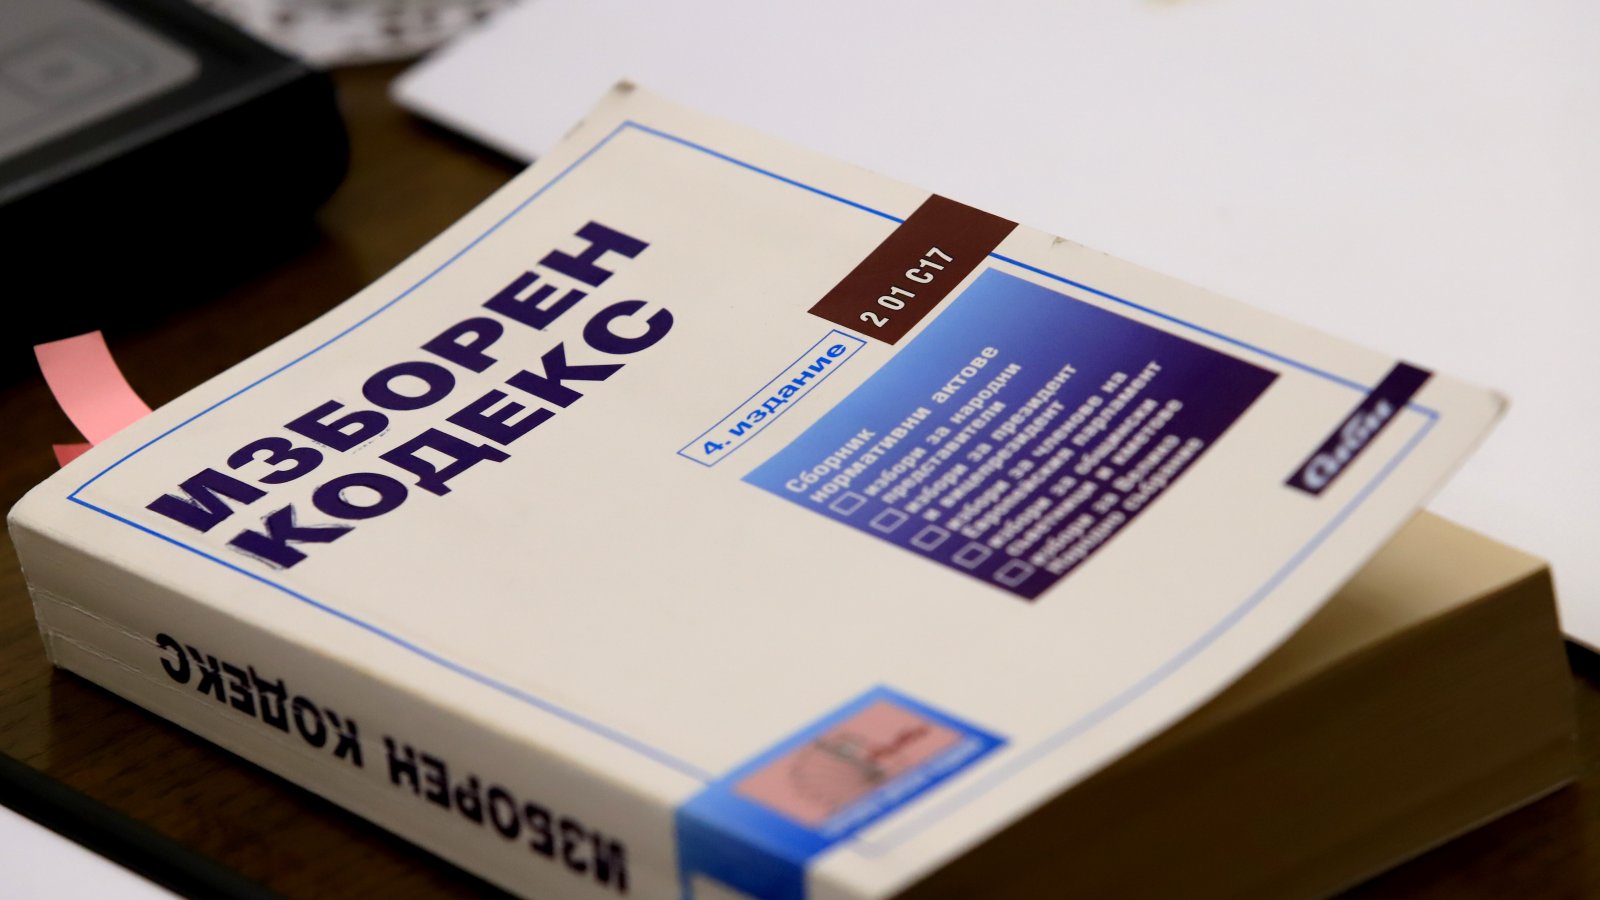 ИЗБОРЕН
КОДЕКС
2 01 С17
4. издание
Сборник
нормативни актове
избори за народни
представители
избори за президент
и вицепрезидент
избори за членове на
Европейския парламент
избори за общински
съветници и кметове
избори за Велико
Народно събрание
Сиби
ИЗБОРЕН КОДЕКС